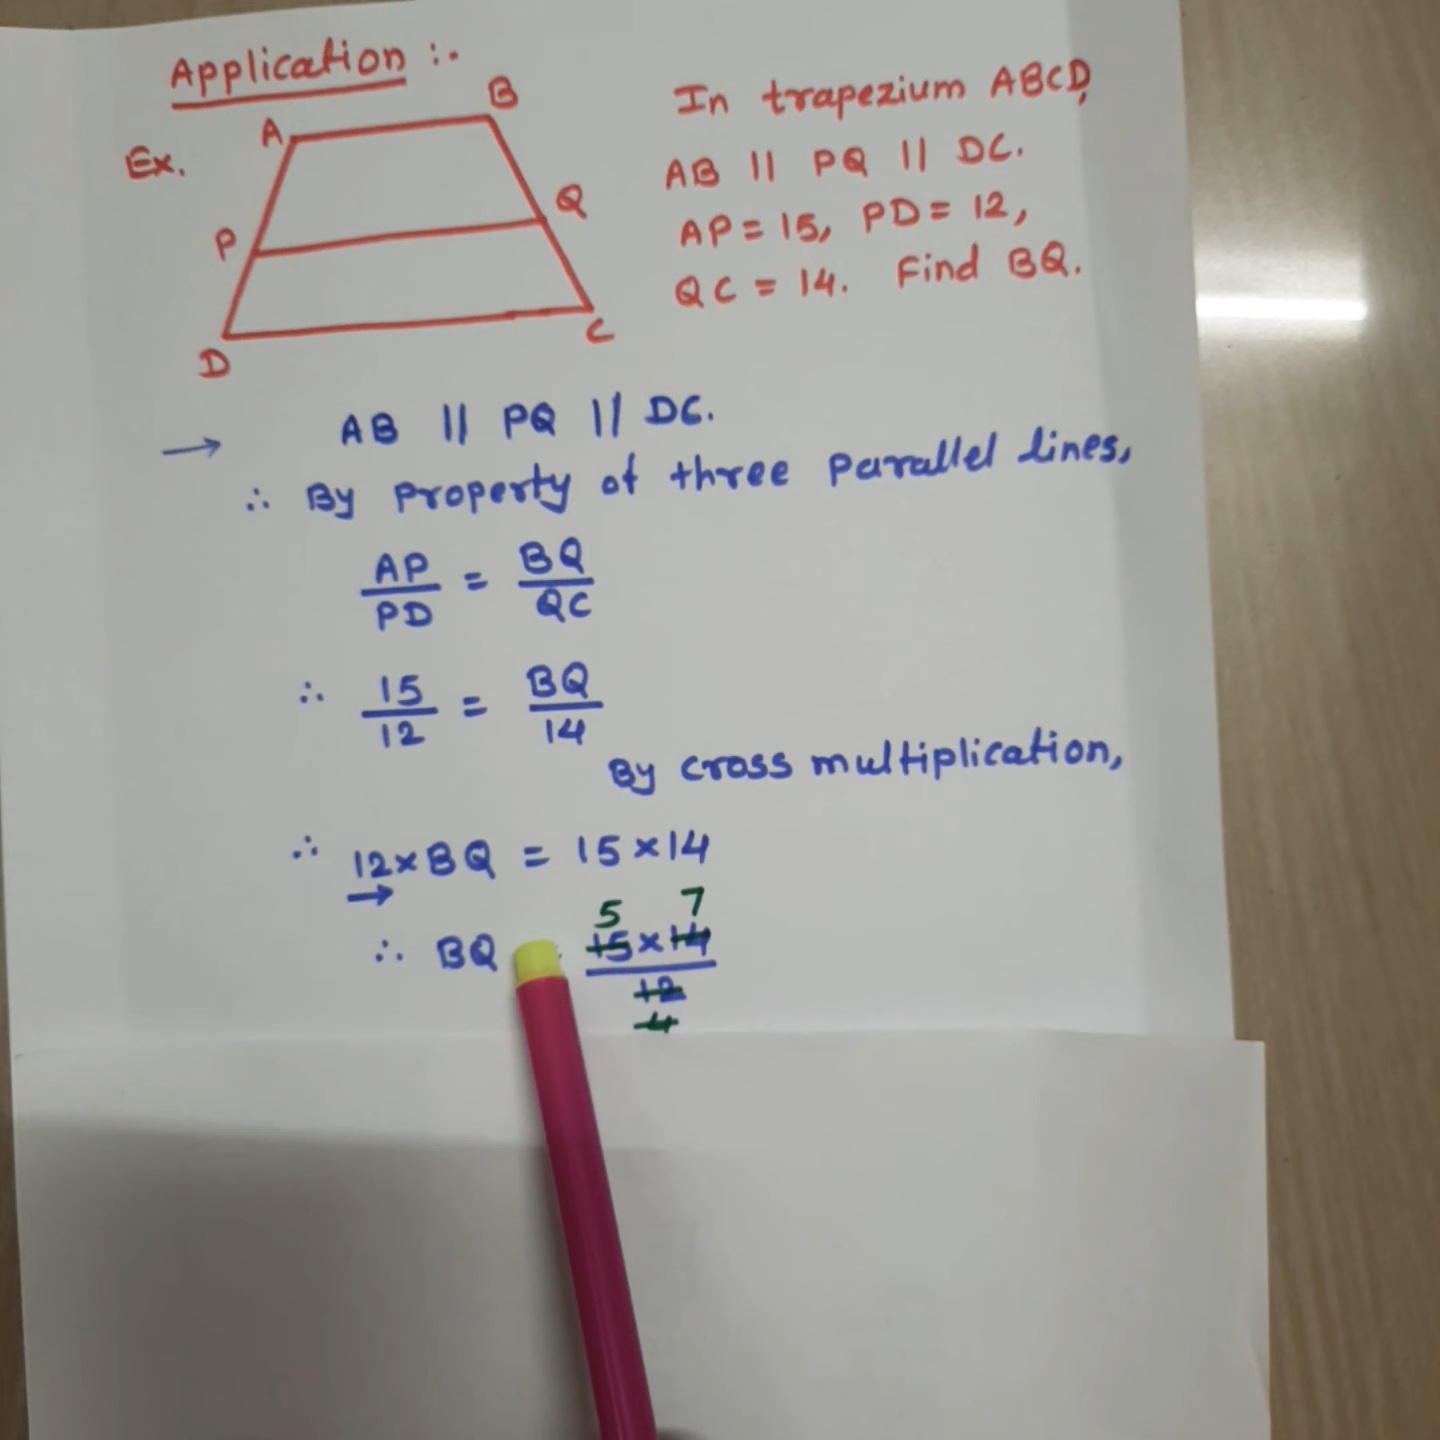 Application :-
Ex.
A
B
P
Q
D
C
In trapezium ABCD,
AB || PQ || DC.
AP = 15, PD = 12,
QC = 14. Find BQ.
→ AB || PQ || DC.
∴ By Property of three Parallel lines,
AP/PD = BQ/QC
∴ 15/12 = BQ/14
By cross multiplication,
∴ 12 × BQ = 15 × 14
5 7
∴ BQ 15 × 14
12
4